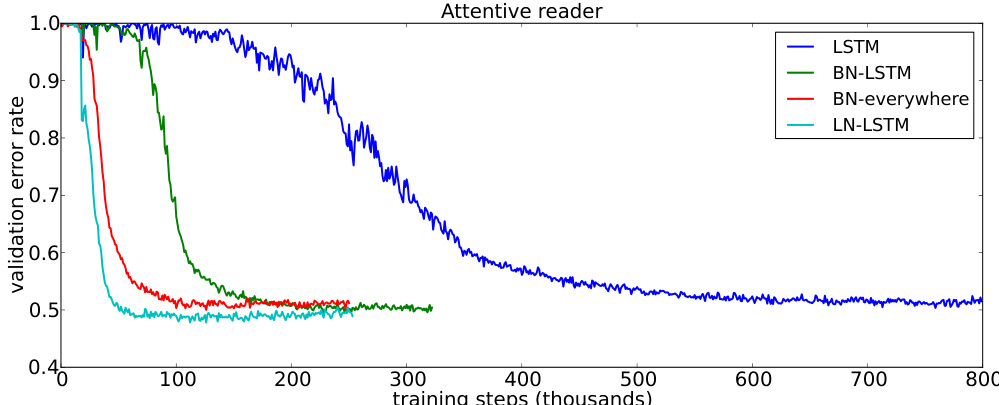 Attentive reader
validation error rate
1.0
0.9
0.8
0.7
0.6
0.5
0.4
LSTM
BN-LSTM
BN-everywhere
LN-LSTM
0 100 200 300 400 500 600 700 800
training steps (thousands)